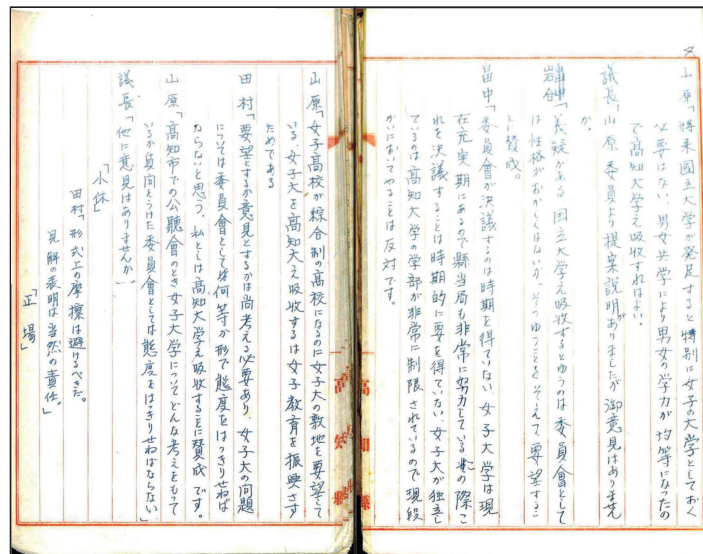 山原「将来国立大学が発足すると特別に女子の大学としておく
必要はない、男女共学により男女の学力が均等になったの
で高知大学え吸收すればよい。
議長「山原委員より提案説明がありましたが御意見はありません
か。
岩合「義疑がある 国立大学え吸收するとゆうのは委員會として
は性格がおかしくはないか。そうゆうことをそえて要望するこ
と賛成。
畠中「委員會が決議するのは時期を得ていない 女子大学は現
在充実期にあるので縣当局も非常に努力している 此の際こ
れを決議することは時期的に要を得ていない、女子大が独立し
ているのは高知大学の学部が非常に制限されているので現段
かいにおいてやることは反対です。
高知縣
山原「女子高校が綜合制の高校になるのに女子大の敷地を要望して
いる、女子大を高知大え吸收するは女子教育を振興さす
ためである
田村「要望とするか意見とするかは尚考える必要あり、女子大の問題
については委員會として何等か形で態度をはっきりせねば
ならないと思う、私としは高知大学え吸收することに賛成です。
山原「高知市での公聽會のとき女子大学についてどんな考えをもって
いるか質問をうけた委員會としては態度をはっきりせねばならない」
議長「他に意見はありませんか」
「小休」
田村「形式上の摩擦は避けるべきだ。
見解の表明は当然の責任。」
「正場」
高知縣